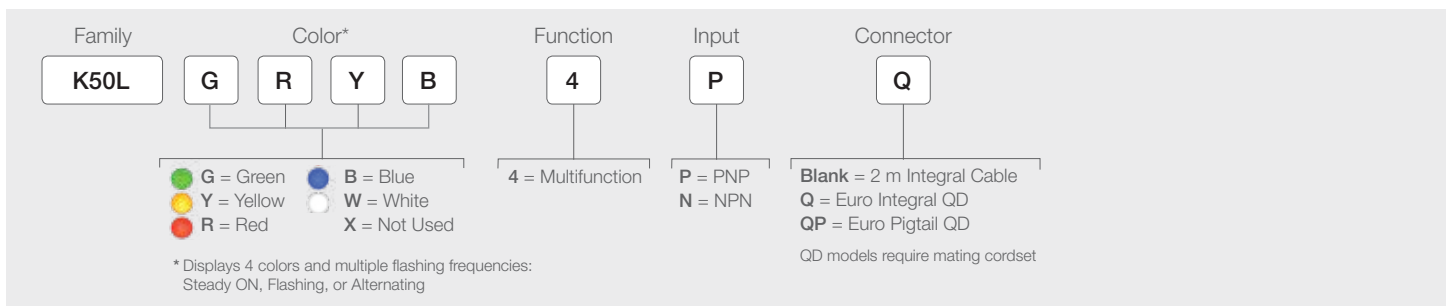 Family Color* Function Input Connector
K50L G R Y B 4 P Q
G = Green B = Blue 4 = Multifunction P = PNP Blank = 2 m Integral Cable
Y = Yellow W = White N = NPN Q = Euro Integral QD
R = Red X = Not Used QP = Euro Pigtail QD
QD models require mating cordset
* Displays 4 colors and multiple flashing frequencies:
Steady ON, Flashing, or Alternating